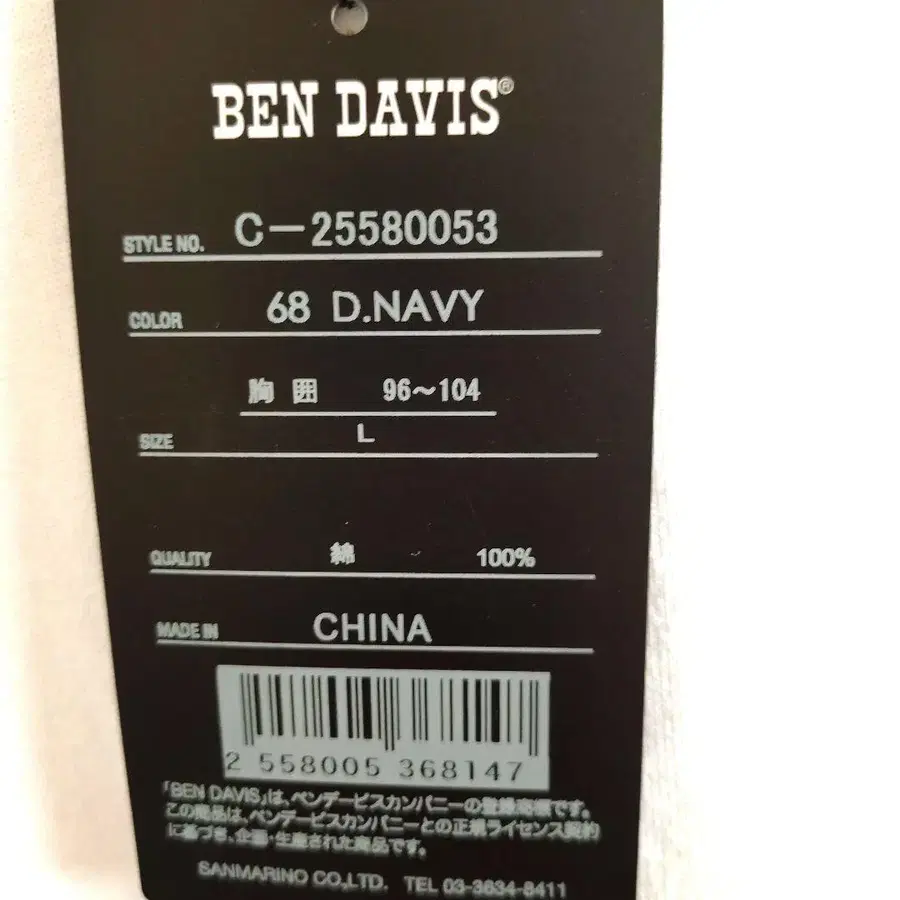 BEN DAVIS®
STYLE NO. C-25580053
COLOR 68 D.NAVY
胸囲 96~104
SIZE L
QUALITY 綿 100%
MADE IN CHINA
2 558005 368147
「BEN DAVIS」は、ベンデービスカンパニーの登録商標です。
この商品は、ベンデービスカンパニーとの正規ライセンス契約
に基づき、企画・生産された商品です。
SANMARINO CO.,LTD. TEL 03-3634-8411